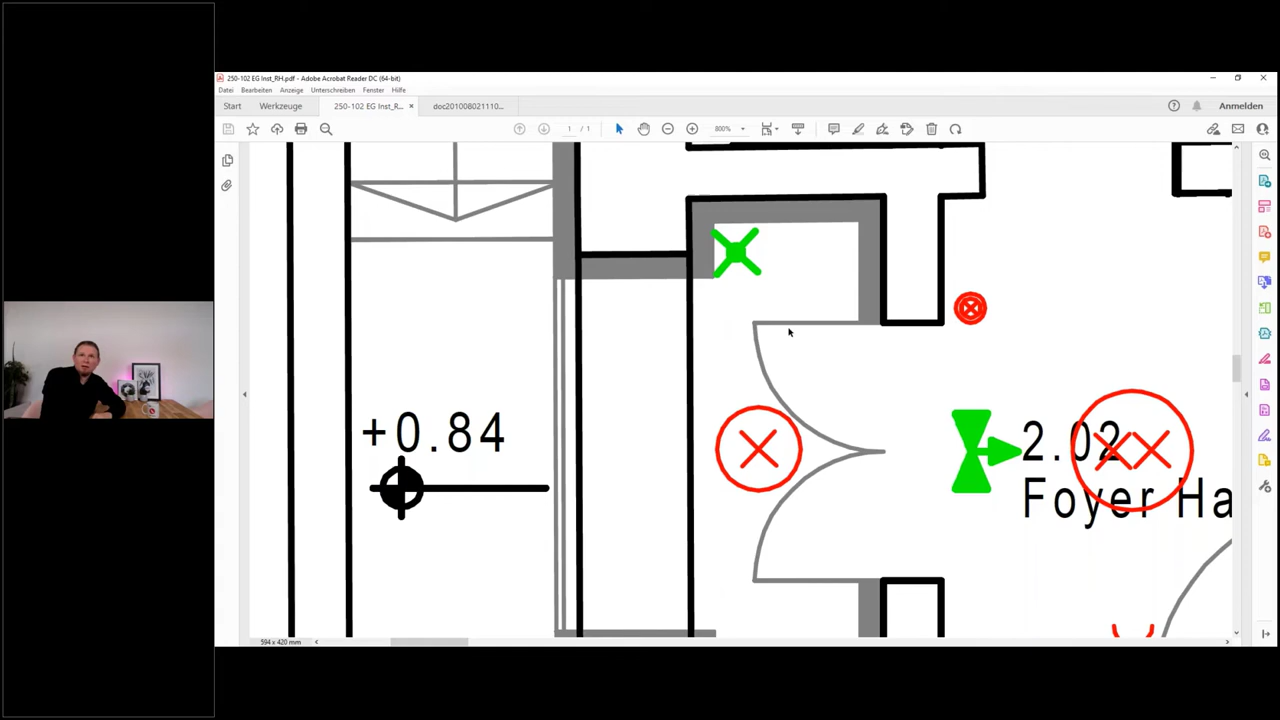 250-102 EG Inst_RH.pdf - Adobe Acrobat Reader DC (64-bit)
Datei Bearbeiten Anzeige Unterschreiben Fenster Hilfe
Start Werkzeuge 250-102 EG Inst_R... × doc201008021110... Anmelden
1 / 1 800%
+0.84
2.02
Foyer Ha
594 x 420 mm